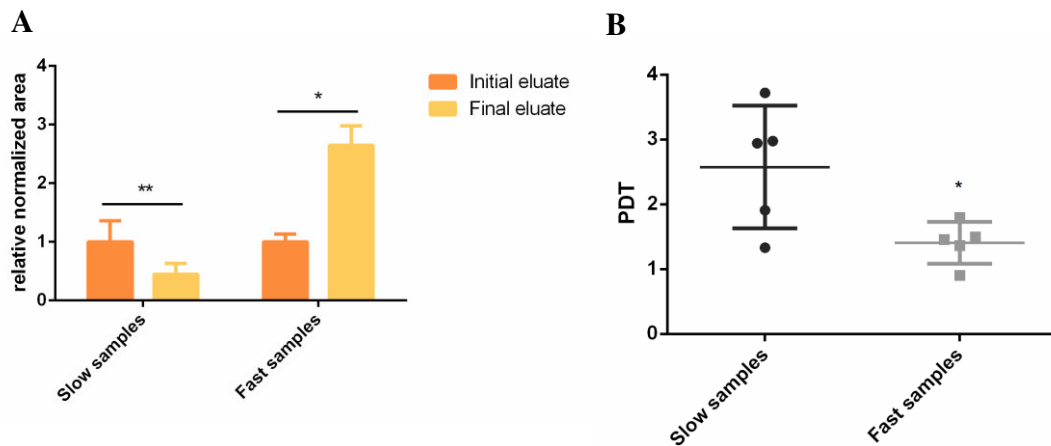 A
relative normalized area
4
3
2
1
0
**
*
Slow samples
Fast samples
Initial eluate
Final eluate
B
PDT
4
3
2
1
0
*
Slow samples
Fast samples